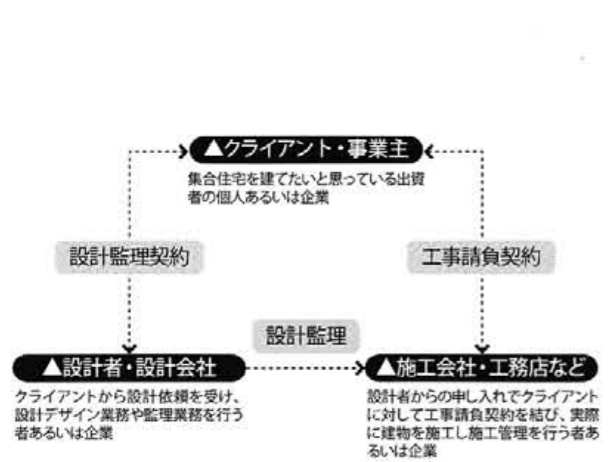 ▲クライアント・事業主
集合住宅を建てたいと思っている出資
者の個人あるいは企業
設計監理契約
工事請負契約
設計監理
▲設計者・設計会社
クライアントから設計依頼を受け、
設計デザイン業務や監理業務を行う
者あるいは企業
▲施工会社・工務店など
設計者からの申し入れでクライアント
に対して工事請負契約を結び、実際
に建物を施工し施工管理を行う者あ
るいは企業